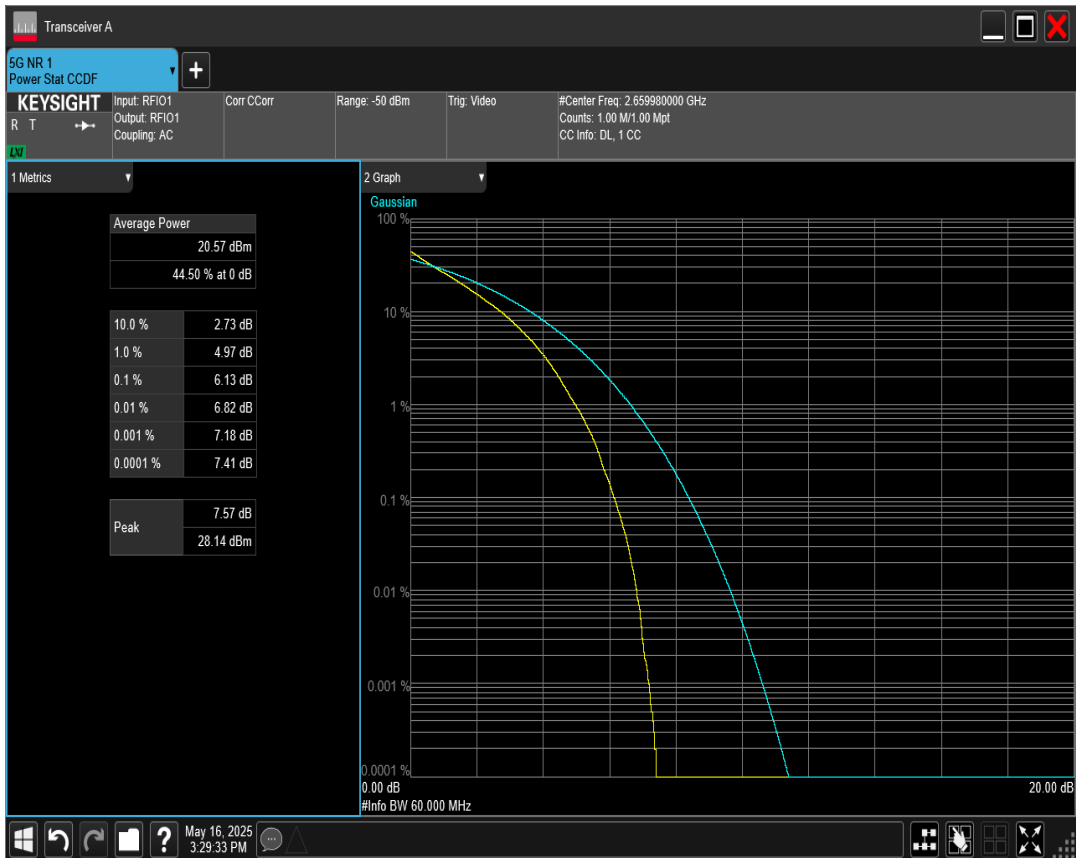 Transceiver A
5G NR 1
Power Stat CCDF
+
KEYSIGHT
R T
LXI
Input: RFIO1
Output: RFIO1
Coupling: AC
Corr CCorr
Range: -50 dBm
Trig: Video
#Center Freq: 2.659980000 GHz
Counts: 1.00 M/1.00 Mpt
CC Info: DL, 1 CC
1 Metrics
Average Power
20.57 dBm
44.50 % at 0 dB
10.0 % 2.73 dB
1.0 % 4.97 dB
0.1 % 6.13 dB
0.01 % 6.82 dB
0.001 % 7.18 dB
0.0001 % 7.41 dB
Peak 7.57 dB
28.14 dBm
2 Graph
Gaussian
100 %
10 %
1 %
0.1 %
0.01 %
0.001 %
0.0001 %
0.00 dB 20.00 dB
#Info BW 60.000 MHz
?
May 16, 2025
3:29:33 PM